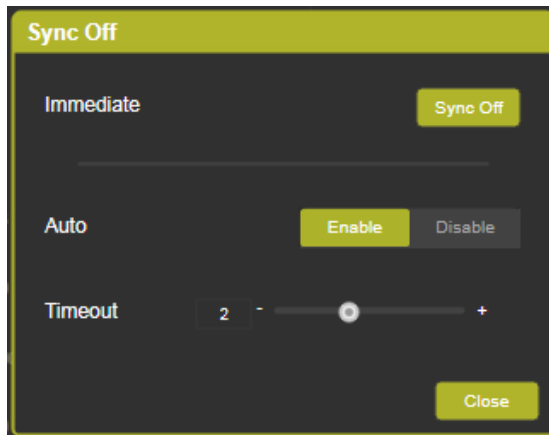 Sync Off
Immediate Sync Off
Auto Enable Disable
Timeout 2 - +
Close